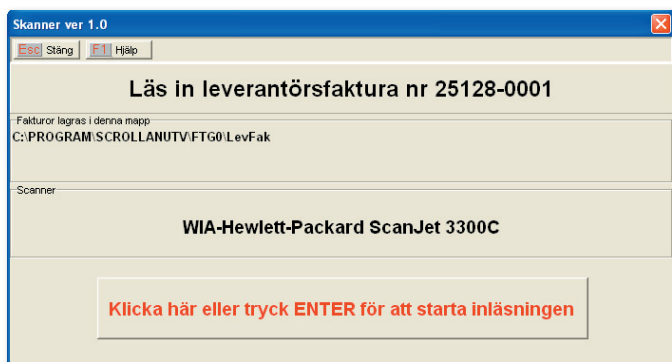 Skanner ver 1.0
Esc Stäng F1 Hjälp
Läs in leverantörsfaktura nr 25128-0001
Fakturor lagras i denna mapp
C:\PROGRAM\SCROLLANUTV\FTG0\LevFak
Scanner
WIA-Hewlett-Packard ScanJet 3300C
Klicka här eller tryck ENTER för att starta inläsningen